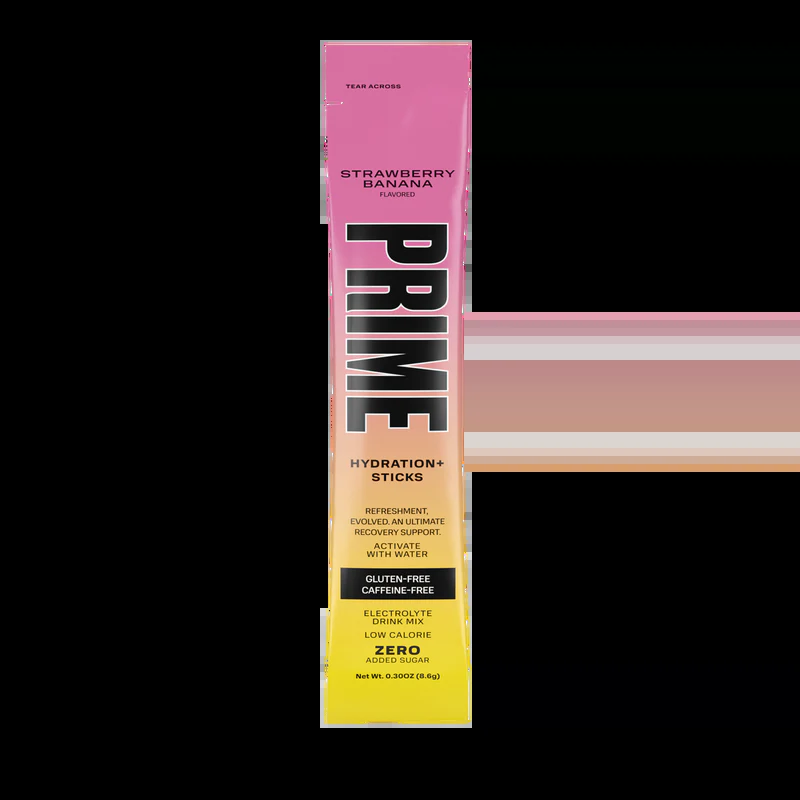 TEAR ACROSS
STRAWBERRY
BANANA
FLAVORED
PRIME
HYDRATION+
STICKS
REFRESHMENT,
EVOLVED. AN ULTIMATE
RECOVERY SUPPORT.
ACTIVATE
WITH WATER
GLUTEN-FREE
CAFFEINE-FREE
ELECTROLYTE
DRINK MIX
LOW CALORIE
ZERO
ADDED SUGAR
Net Wt. 0.30OZ (8.6g)